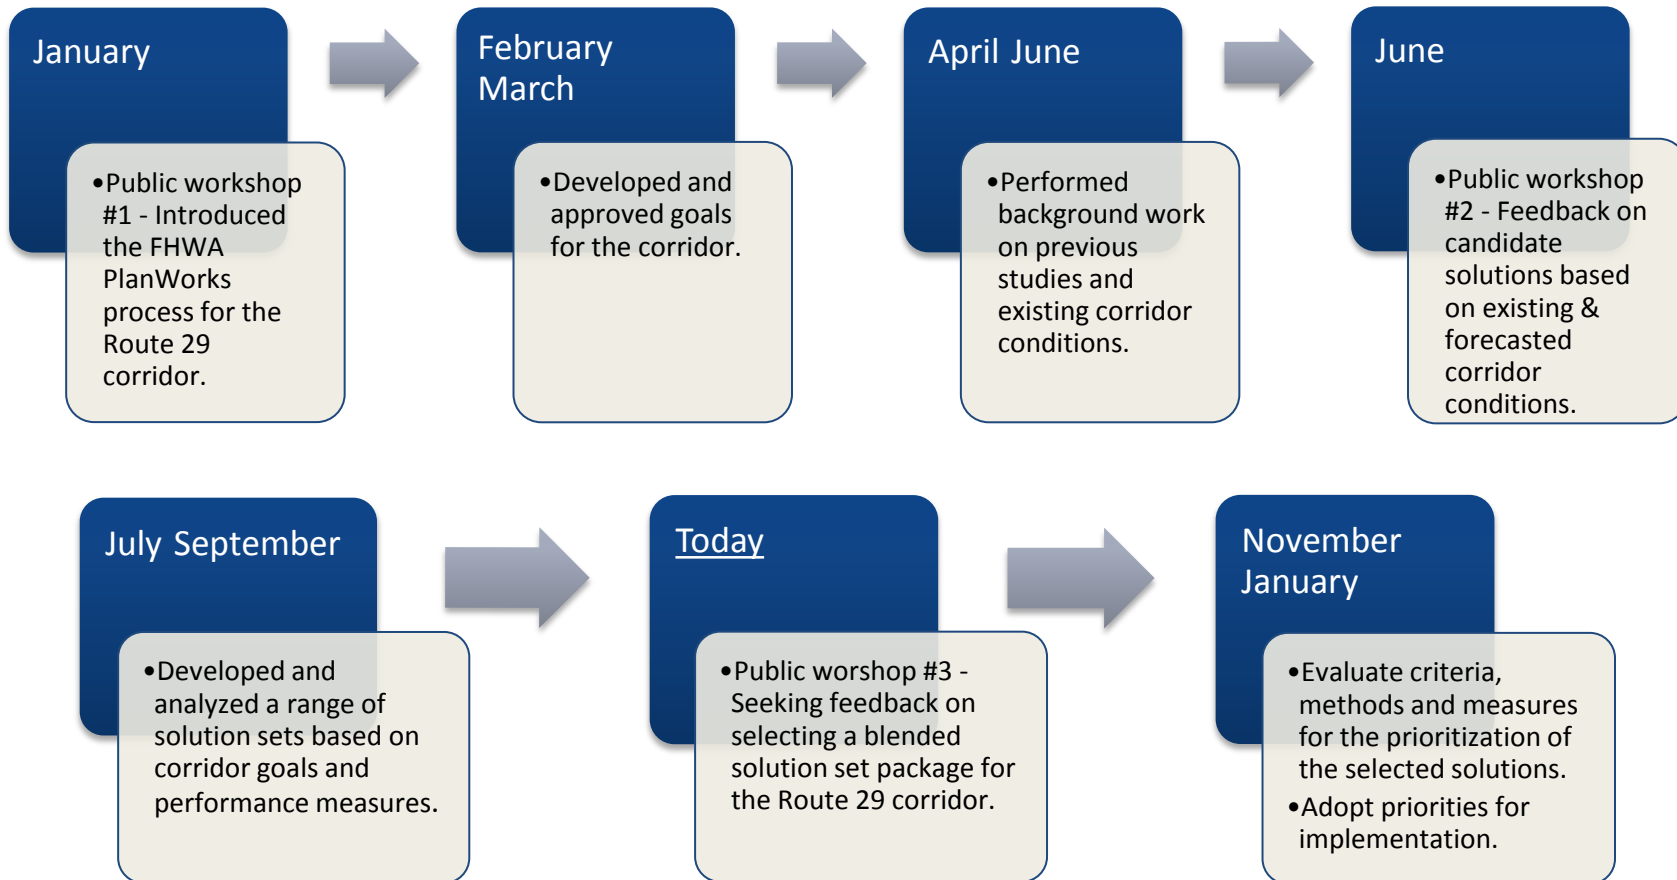 January
•Public workshop
#1 - Introduced
the FHWA
PlanWorks
process for the
Route 29
corridor.
February
March
•Developed and
approved goals
for the corridor.
April June
•Performed
background work
on previous
studies and
existing corridor
conditions.
June
•Public workshop
#2 - Feedback on
candidate
solutions based
on existing &
forecasted
corridor
conditions.
July September
•Developed and
analyzed a range of
solution sets based on
corridor goals and
performance measures.
Today
•Public worshop #3 -
Seeking feedback on
selecting a blended
solution set package for
the Route 29 corridor.
November
January
•Evaluate criteria,
methods and measures
for the prioritization of
the selected solutions.
•Adopt priorities for
implementation.